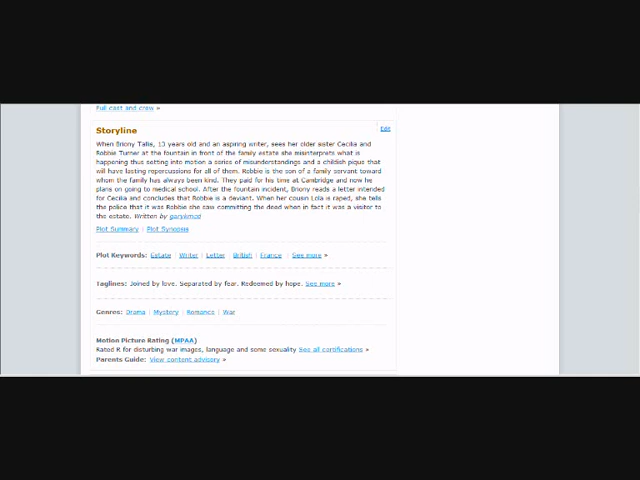 Full cast and crew »
Storyline
Edit
When Briony Tallis, 13 years old and an aspiring writer, sees her older sister Cecilia and
Robbie Turner at the fountain in front of the family estate she misinterprets what is
happening thus setting into motion a series of misunderstandings and a childish pique that
will have lasting repercussions for all of them. Robbie is the son of a family servant toward
whom the family has always been kind. They paid for his time at Cambridge and now he
plans on going to medical school. After the fountain incident, Briony reads a letter intended
for Cecilia and concludes that Robbie is a deviant. When her cousin Lola is raped, she tells
the police that it was Robbie she saw committing the deed when in fact it was a visitor to
the estate. Written by garykmcd
Plot Summary | Plot Synopsis
Plot Keywords: Estate | Writer | Letter | British | France | See more »
Taglines: Joined by love. Separated by fear. Redeemed by hope. See more »
Genres: Drama | Mystery | Romance | War
Motion Picture Rating (MPAA)
Rated R for disturbing war images, language and some sexuality See all certifications »
Parents Guide: View content advisory »